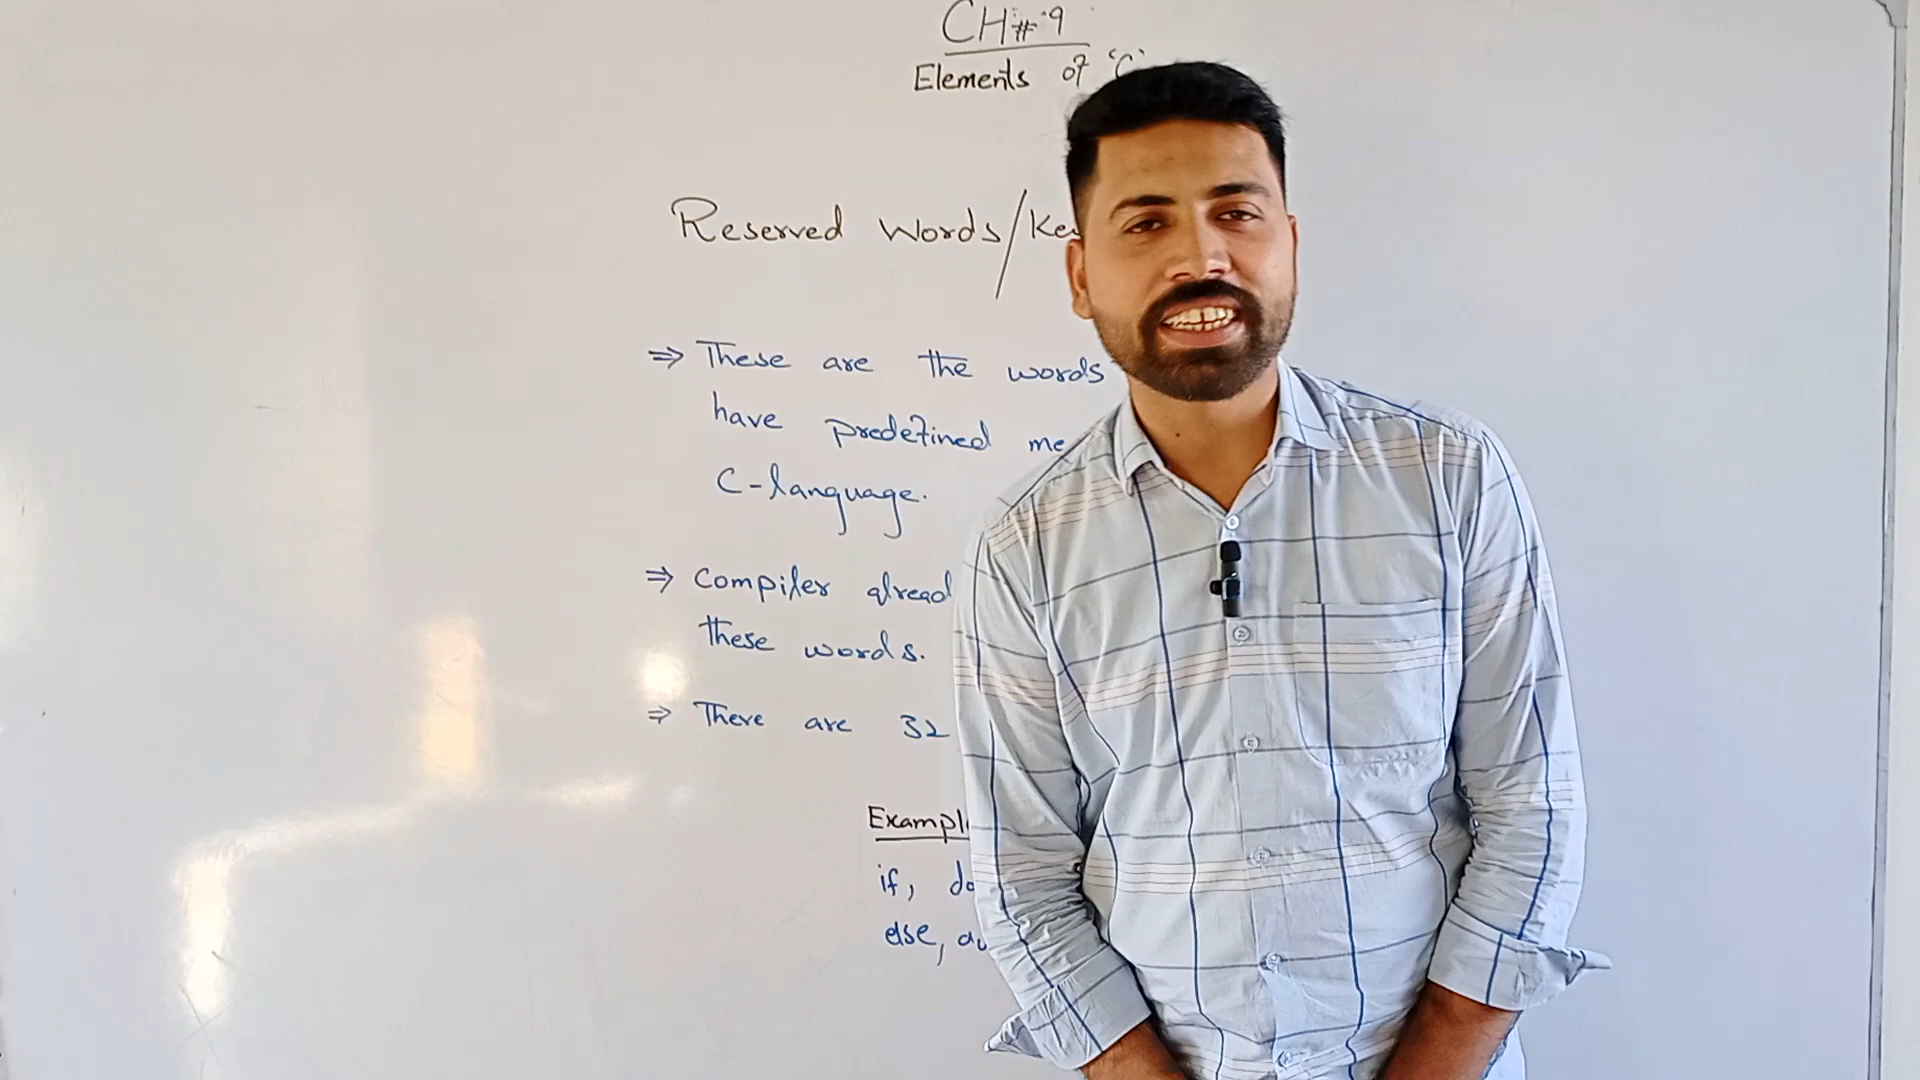 CH# 9
Elements of 'C'
Reserved Words/Ke
These are the words
have predefined me
C-language.
Compiler alread
these words.
There are 32
Exampl
if, do
else, au